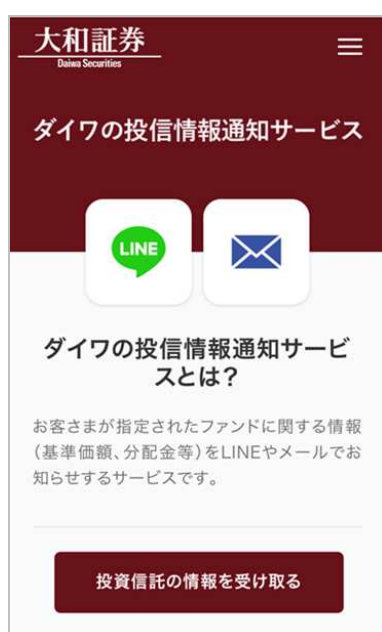 大和証券
Daiwa Securities
ダイワの投信情報通知サービス
LINE
ダイワの投信情報通知サービ
スとは?
お客さまが指定されたファンドに関する情報
(基準価額、分配金等)をLINEやメールでお
知らせするサービスです。
投資信託の情報を受け取る